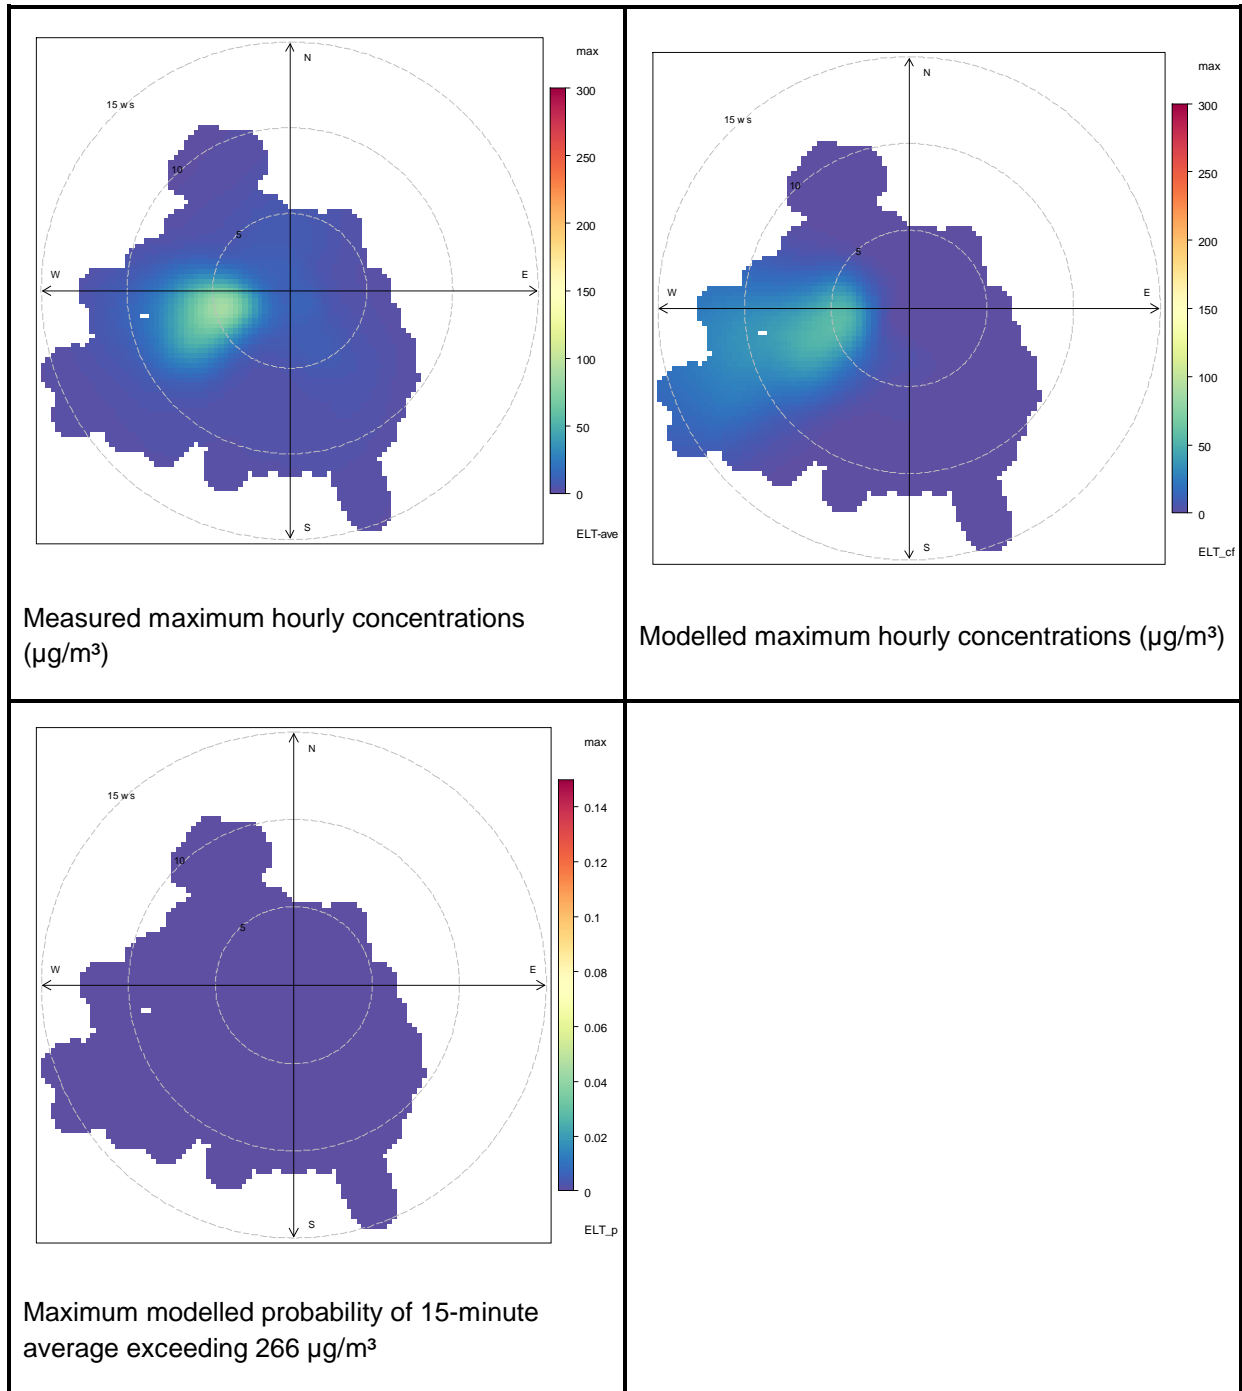 max
300
250
200
150
100
50
0
ELT-ave
N
15 ws
10
5
W
E
S
Measured maximum hourly concentrations
(µg/m³)
max
300
250
200
150
100
50
0
ELT_cf
N
15 ws
10
5
W
E
S
Modelled maximum hourly concentrations (µg/m³)
max
0.14
0.12
0.1
0.08
0.06
0.04
0.02
0
ELT_p
N
15 ws
10
5
W
E
S
Maximum modelled probability of 15-minute
average exceeding 266 µg/m³